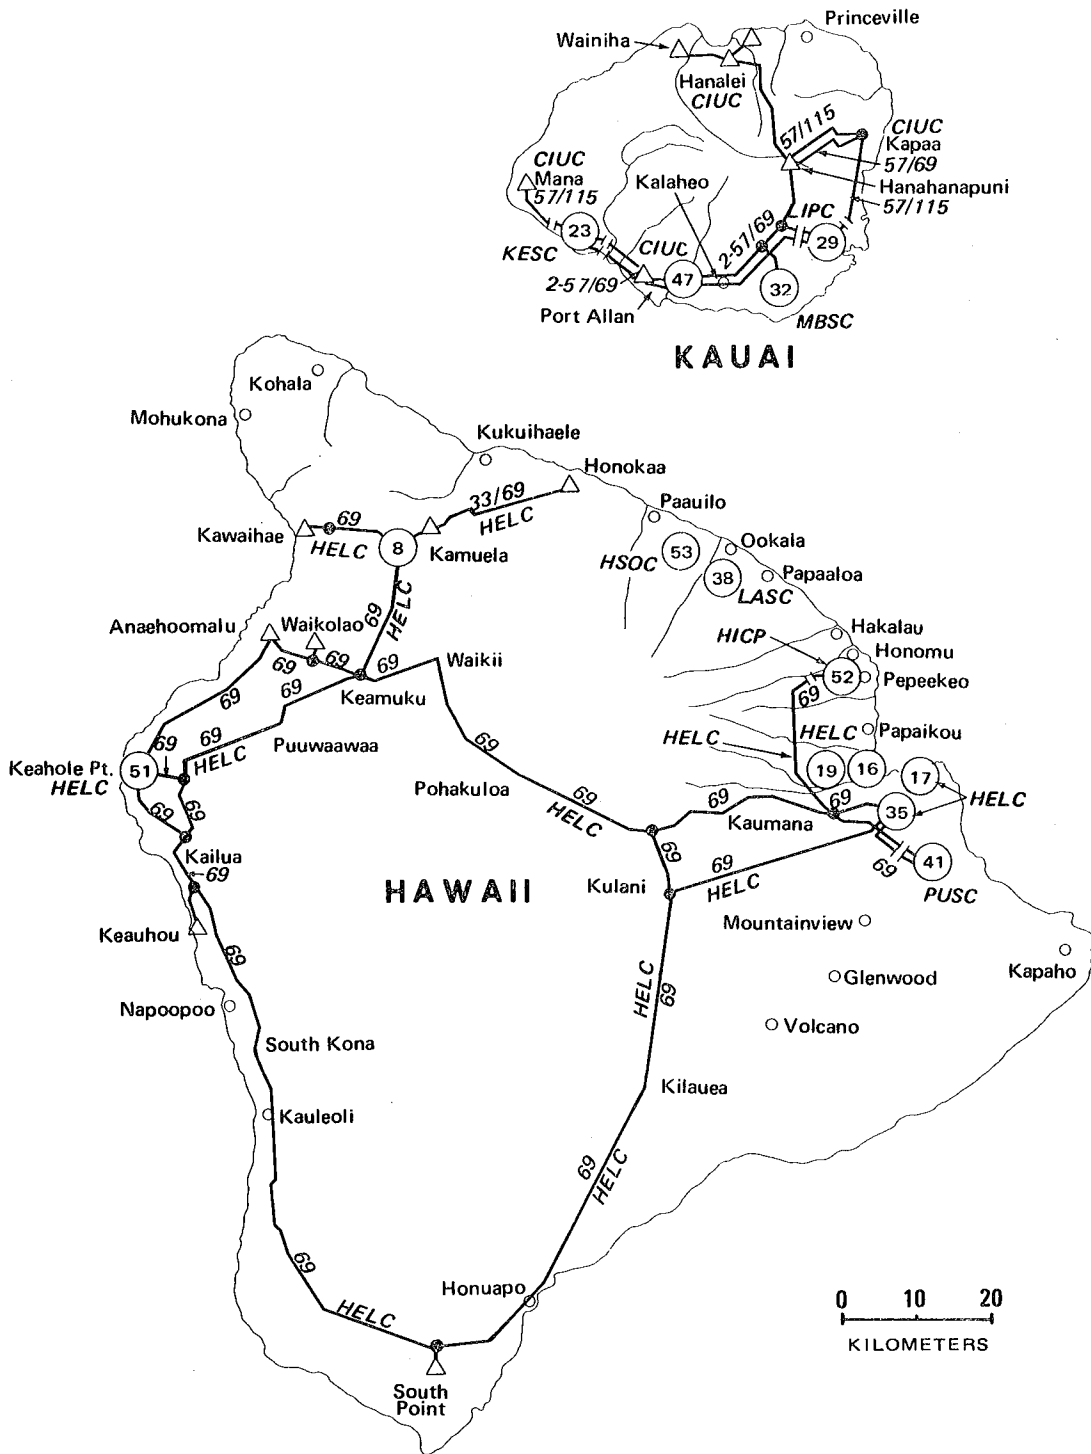 Princeville
Wainiha
Hanalei
CIUC
57/115
CIUC
Kapaa
57/69
CIUC
Mana
57/115
Kalaheo
Hanahanapuni
57/115
LIPC
2-57/69
23
KESC
CIUC
29
2-57/69
47
32
Port Allan
MBSC
KAUAI
Kohala
Mohukona
Kukuihaele
Honokaa
33/69
HELC
Paauilo
69
Kawaihae
HELC
8
Kamuela
HSOC
53
Ookala
38
Papaaloa
LASC
69
HELC
Anaehoomalu
Waikolao
Hakalau
HICP
Honomu
69
69
69
Waikii
52
Pepeekeo
69
69
69
Keamuku
HELC
Papaikou
69
69
Puuwaawaa
HELC
HELC
Keahole Pt.
HELC
51
69
Pohakuloa
19
16
17
HELC
69
69
69
HELC
69
Kaumana
69
35
Kailua
69
69
69
HELC
69
41
PUSC
HAWAII
Kulani
Keauhou
Mountainview
69
Kapaho
HELC
69
Glenwood
Napoopoo
Volcano
South Kona
Kilauea
Kauleoli
69
HELC
69
HELC
Honuapo
0 10 20
KILOMETERS
South
Point